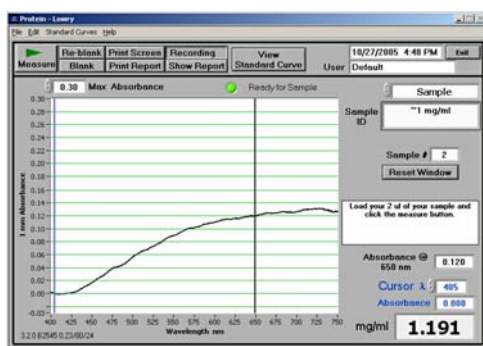 Protein - Lowry
File Edit Standard Curves Help
Measure
Re-blank Print Screen Recording
Blank Print Report Show Report
View
Standard Curve
10/27/2005 4:48 PM Exit
User Default
0.30 Max Absorbance
Ready for Sample
Sample
Sample
ID
~1 mg/ml
Sample # 2
Reset Window
Load your 2 ul of your sample and
click the measure button.
Absorbance @
650 nm
0.120
Cursor λ 405
Absorbance 0.000
mg/ml 1.191
1 mm Absorbance
0.30
0.28
0.26
0.24
0.22
0.20
0.18
0.16
0.14
0.12
0.10
0.08
0.06
0.04
0.02
0.00
-0.03
400 425 450 475 500 525 550 575 600 625 650 675 700 725 750
Wavelength nm